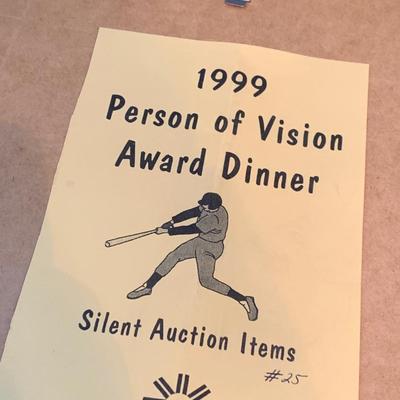 1999
Person of Vision
Award Dinner
Silent Auction Items
#25